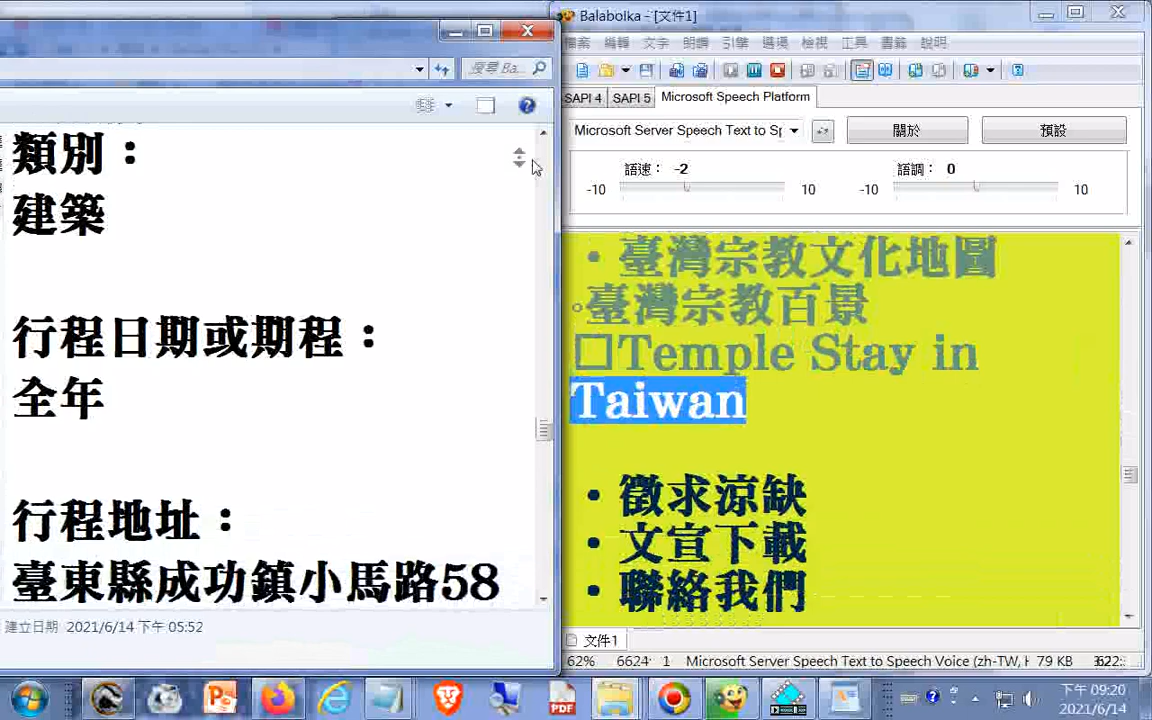 類別：
建築
行程日期或期程：
全年
行程地址：
臺東縣成功鎮小馬路58
建立日期 2021/6/14 下午 05:52
搜尋 Ba...
Balabolka - [文件1]
檔案 編輯 文字 朗讀 引擎 選項 檢視 工具 書籤 說明
SAPI 4 SAPI 5 Microsoft Speech Platform
Microsoft Server Speech Text to Sp
關於
預設
語速： -2
語調： 0
-10 10 -10 10
• 臺灣宗教文化地圖
○臺灣宗教百景
□Temple Stay in
Taiwan
• 徵求涼缺
• 文宣下載
• 聯絡我們
文件1
62% 6624: 1 Microsoft Server Speech Text to Speech Voice (zh-TW, H 79 KB
PDF
下午 09:20
2021/6/14